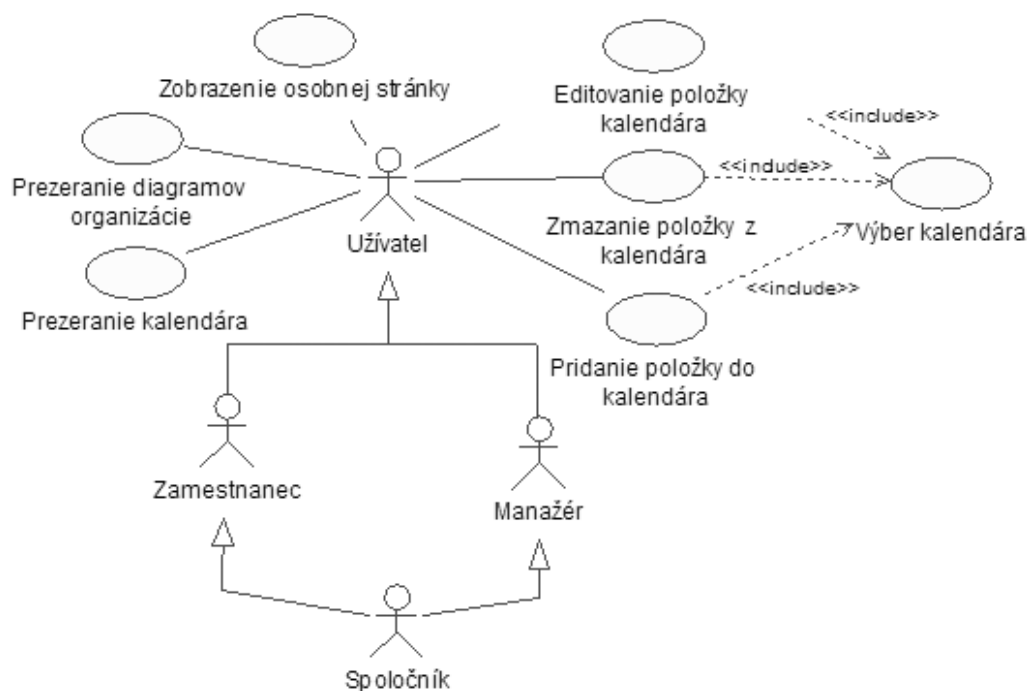 Zobrazenie osobnej stránky
Editovanie položky
kalendára
<<include>>
Prezeranie diagramov
organizácie
<<include>>
Užívatel
Zmazanie položky z
kalendára
Výber kalendára
Prezeranie kalendára
<<include>>
Pridanie položky do
kalendára
Zamestnanec
Manažér
Spoločník